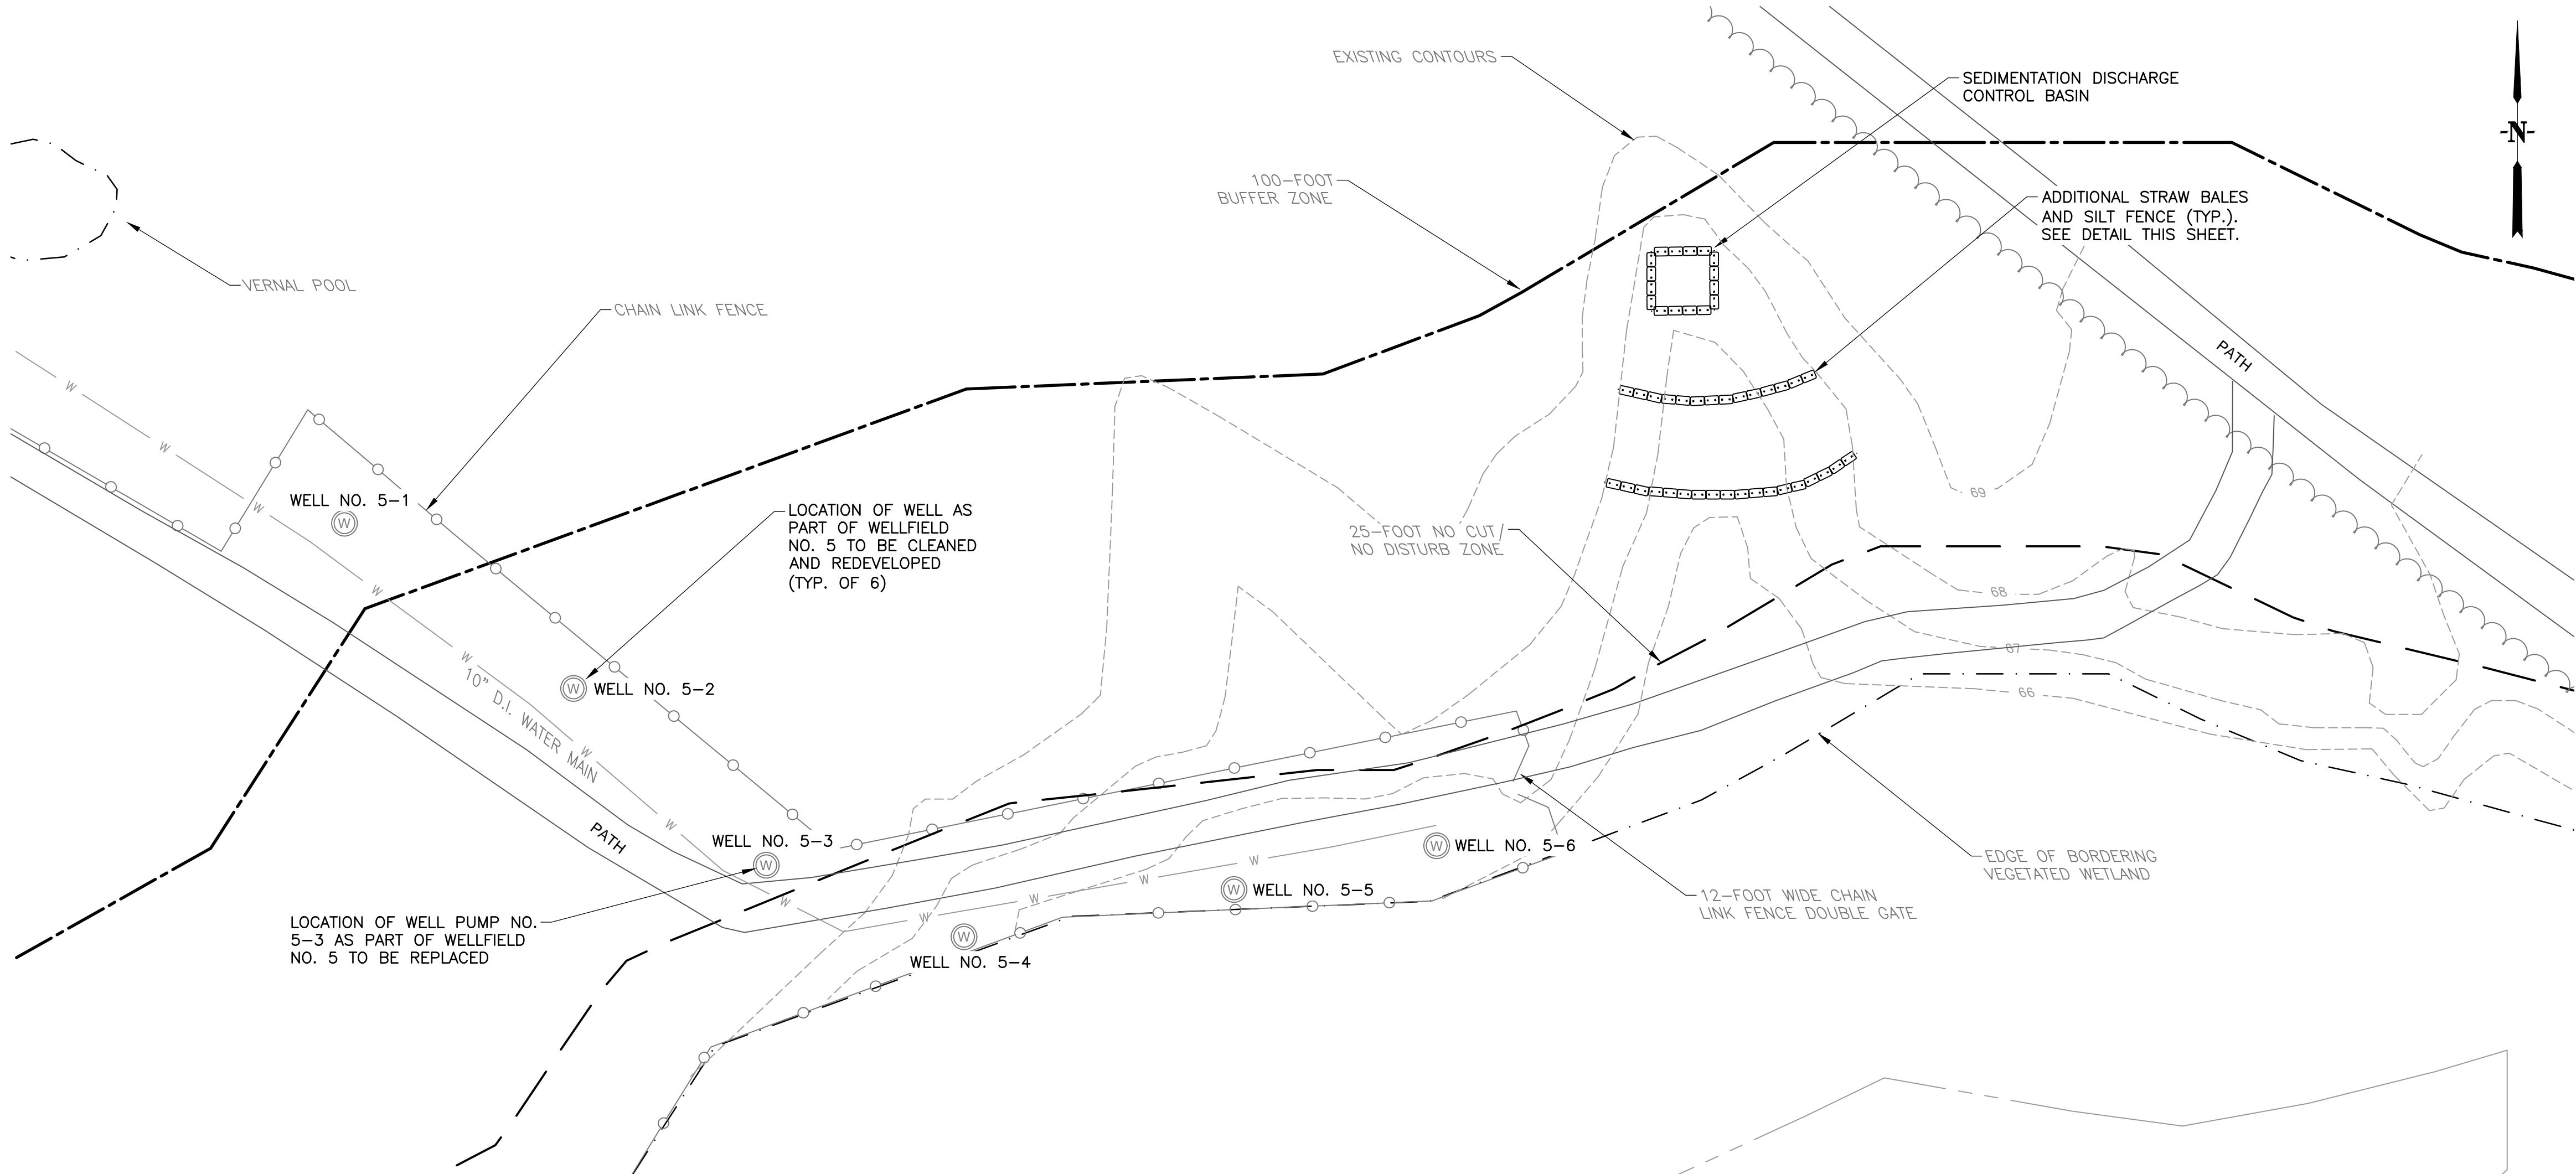 EXISTING CONTOURS
SEDIMENTATION DISCHARGE
CONTROL BASIN
-N-
100-FOOT
BUFFER ZONE
ADDITIONAL STRAW BALES
AND SILT FENCE (TYP.).
SEE DETAIL THIS SHEET.
VERNAL POOL
CHAIN LINK FENCE
PATH
W
W
W
W
W
W
W
WELL NO. 5-1
W
LOCATION OF WELL AS
PART OF WELLFIELD
NO. 5 TO BE CLEANED
AND REDEVELOPED
(TYP. OF 6)
69
25-FOOT NO CUT/
NO DISTURB ZONE
68
67
66
W
WELL NO. 5-2
10" D.I. WATER MAIN
PATH
WELL NO. 5-3
W
W
WELL NO. 5-6
W
W
W
W
W
W
WELL NO. 5-5
EDGE OF BORDERING
VEGETATED WETLAND
12-FOOT WIDE CHAIN
LINK FENCE DOUBLE GATE
LOCATION OF WELL PUMP NO.
5-3 AS PART OF WELLFIELD
NO. 5 TO BE REPLACED
W
WELL NO. 5-4